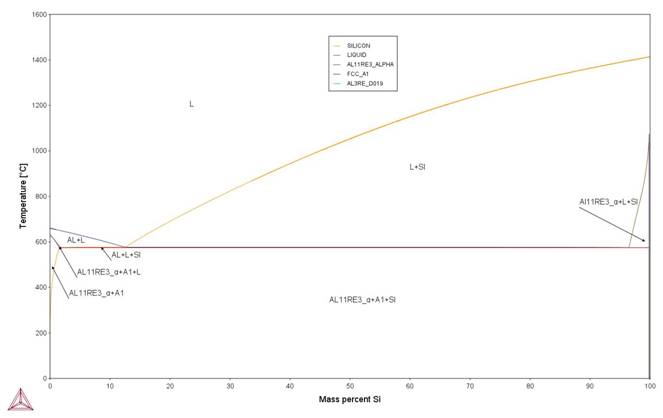 1600
1400
1200
1000
800
600
400
200
0
Temperature [°C]
SILICON
LIQUID
AL11RE3_ALPHA
FCC_A1
AL3RE_D019
L
L+SI
AL+L
Al11RE3_α+L+SI
AL+L+SI
AL11RE3_α+A1+L
AL11RE3_α+A1
AL11RE3_α+A1+SI
0 10 20 30 40 50 60 70 80 90 100
Mass percent Si